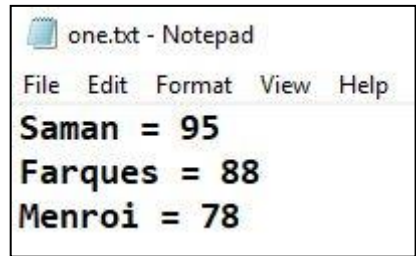 one.txt - Notepad
File Edit Format View Help
Saman = 95
Farques = 88
Menroi = 78